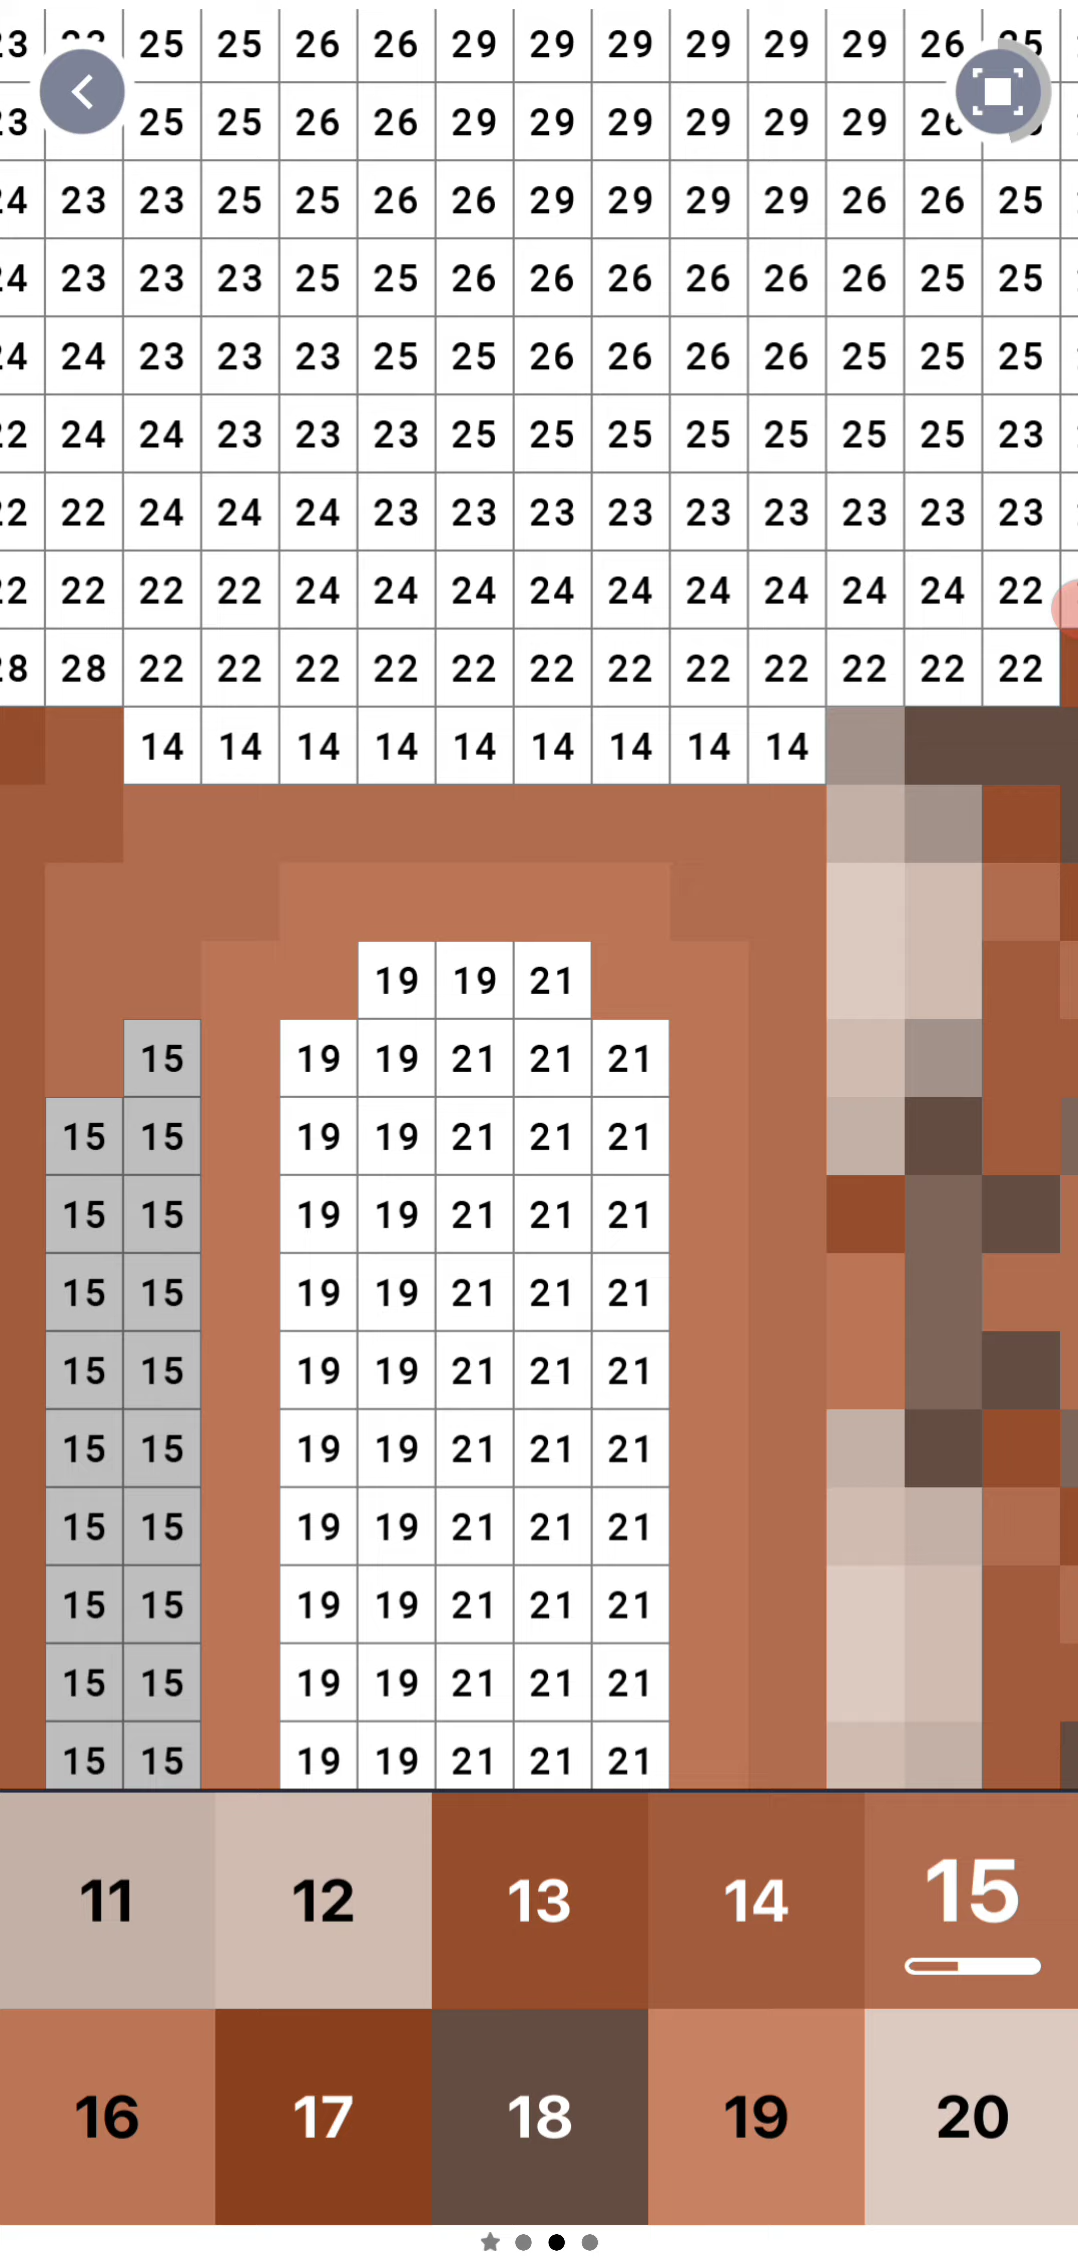 25 25 26 26 29 29 29 29 29 29 26
25 25 26 26 29 29 29 29 29 29
23 23 25 25 26 26 29 29 29 29 26 26 25
23 23 23 25 25 26 26 26 26 26 26 25 25
24 23 23 23 25 25 26 26 26 26 25 25 25
24 24 23 23 23 25 25 25 25 25 25 25 23
22 24 24 24 23 23 23 23 23 23 23 23 23
22 22 22 24 24 24 24 24 24 24 24 24 22
28 22 22 22 22 22 22 22 22 22 22 22 22
14 14 14 14 14 14 14 14 14
19 19 21
15 19 19 21 21 21
15 15 19 19 21 21 21
15 15 19 19 21 21 21
15 15 19 19 21 21 21
15 15 19 19 21 21 21
15 15 19 19 21 21 21
15 15 19 19 21 21 21
15 15 19 19 21 21 21
15 15 19 19 21 21 21
15 15 19 19 21 21 21
11 12 13 14 15
16 17 18 19 20